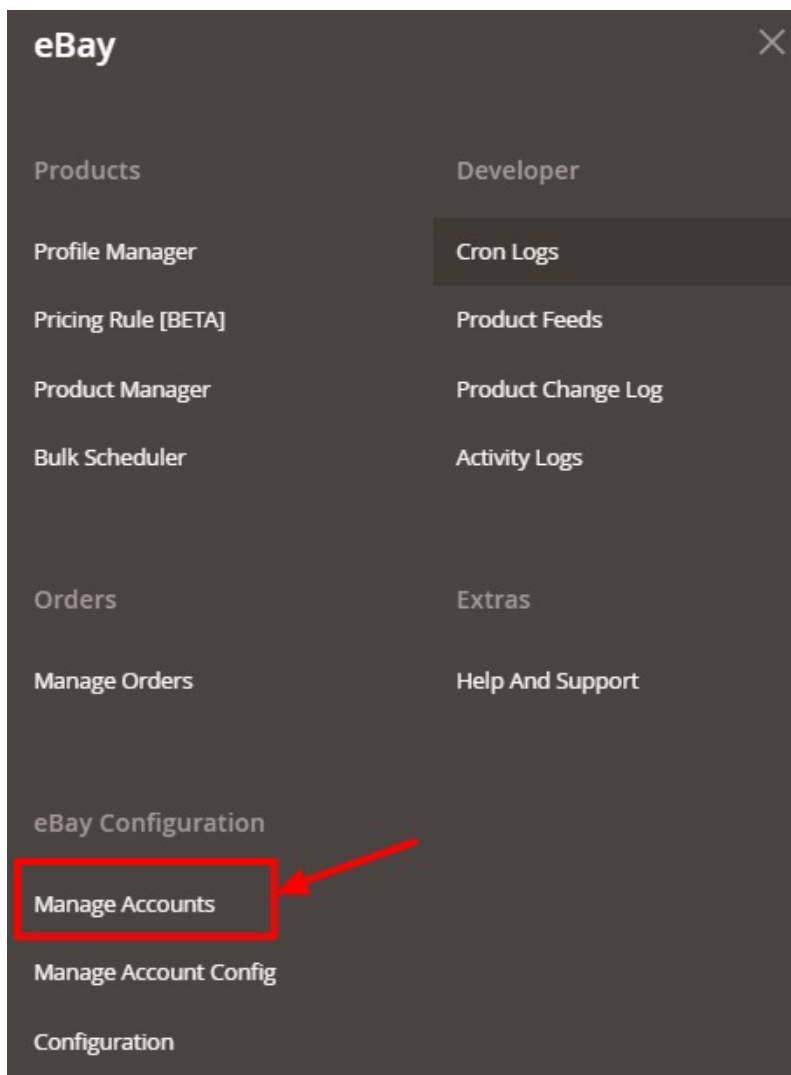 eBay
Products
Profile Manager
Pricing Rule [BETA]
Product Manager
Bulk Scheduler
Developer
Cron Logs
Product Feeds
Product Change Log
Activity Logs
Orders
Manage Orders
Extras
Help And Support
eBay Configuration
Manage Accounts
Manage Account Config
Configuration